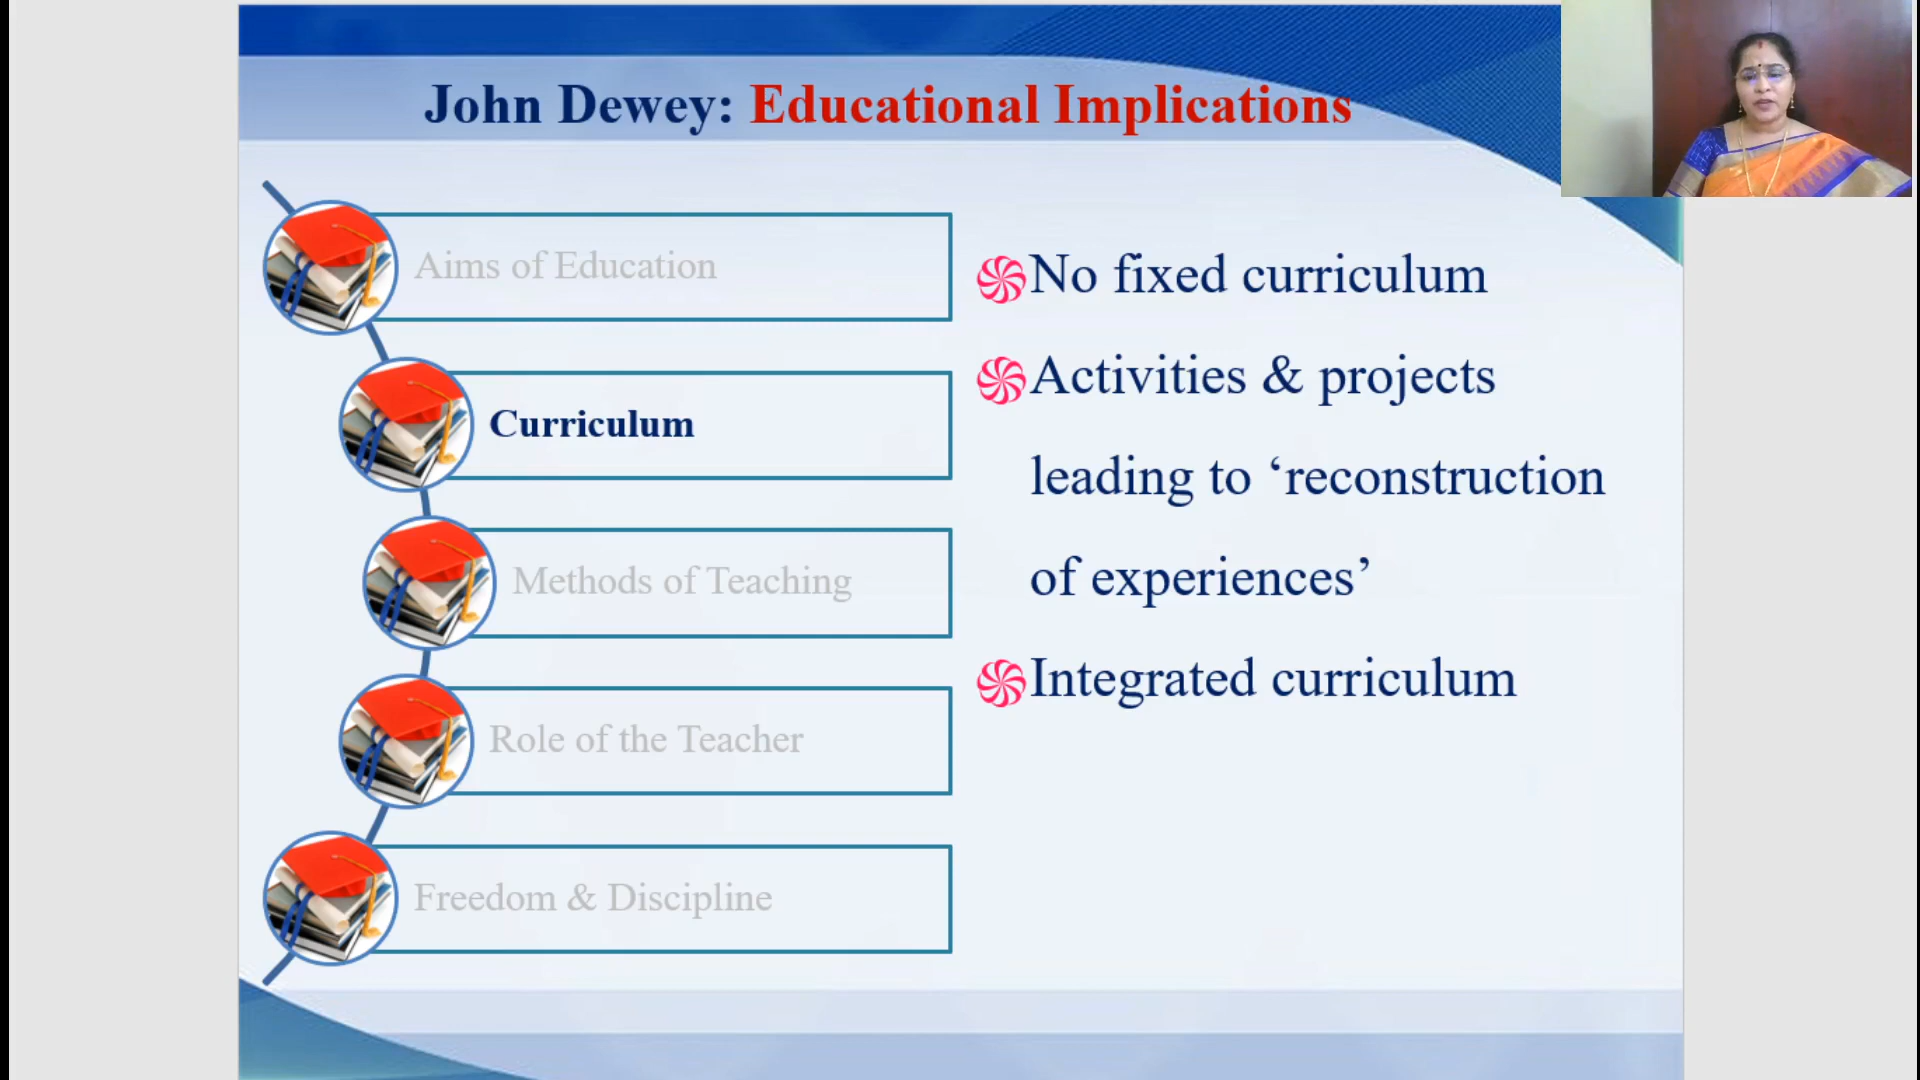 John Dewey: Educational Implications
Aims of Education
Curriculum
Methods of Teaching
Role of the Teacher
Freedom & Discipline
No fixed curriculum
Activities & projects
leading to ‘reconstruction
of experiences’
Integrated curriculum